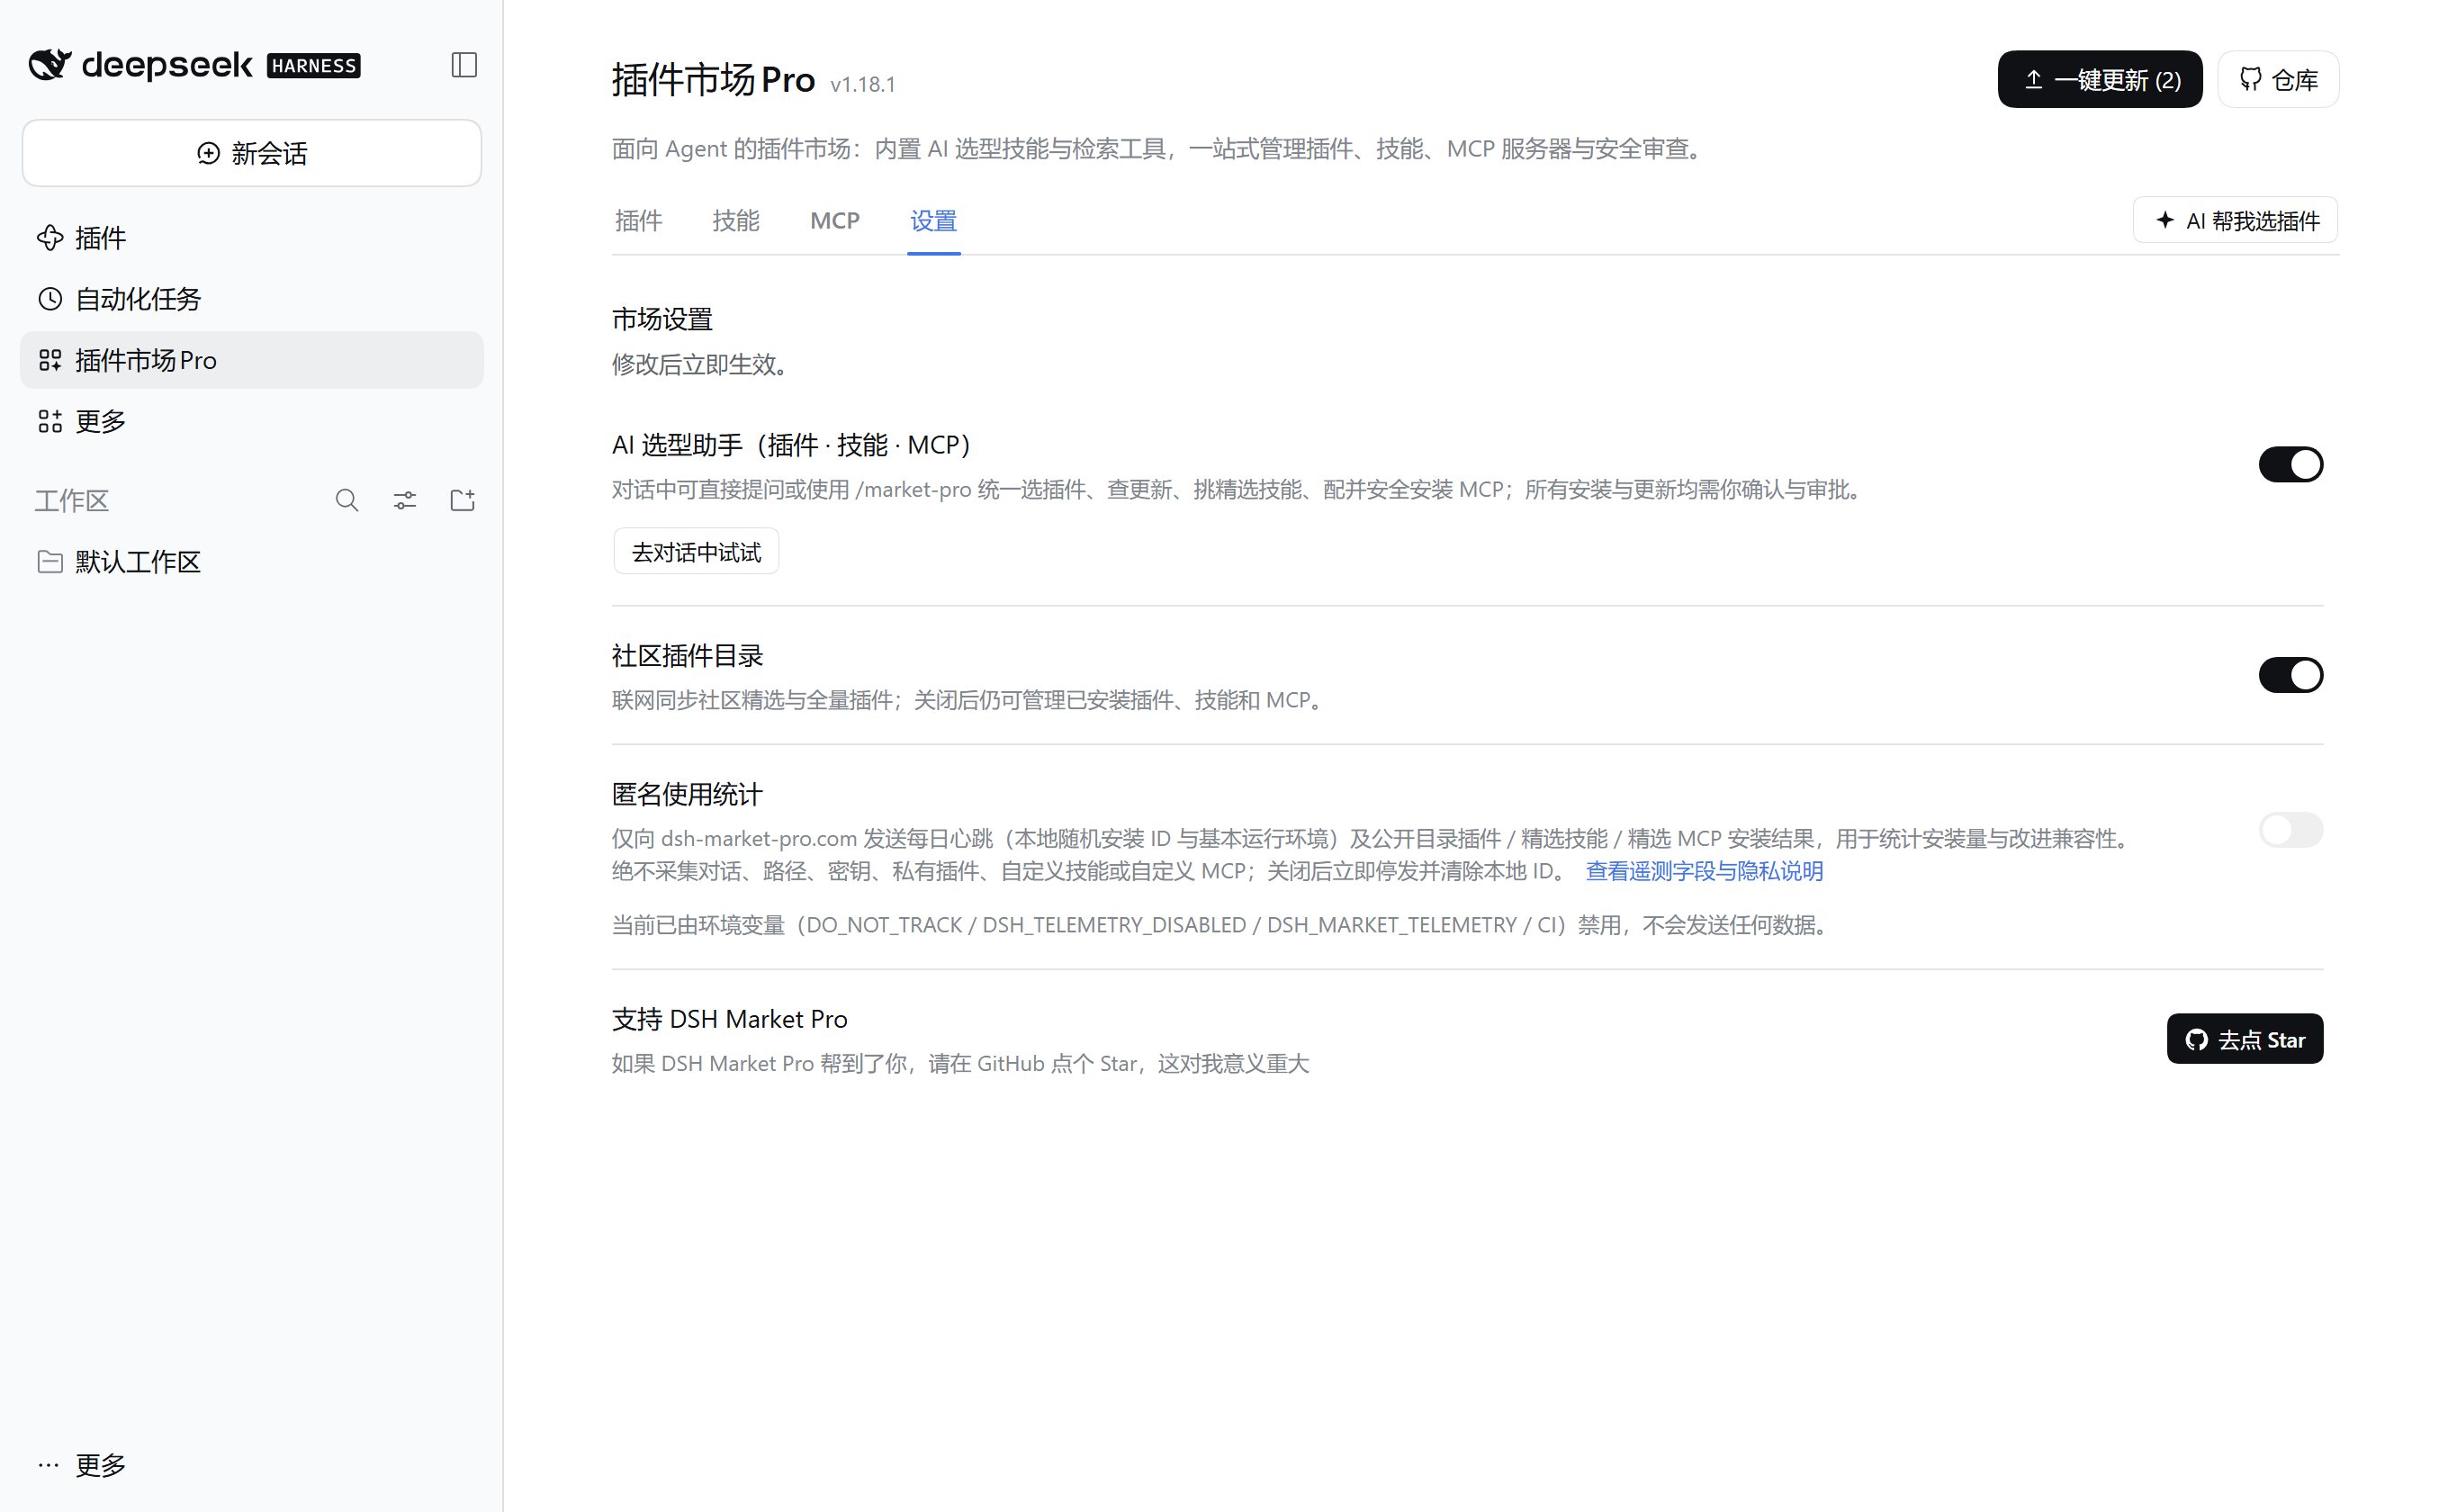 deepseek HARNESS
新会话
插件
自动化任务
插件市场Pro
更多
工作区
默认工作区
更多
插件市场Pro v1.18.1
一键更新 (2)
仓库
面向 Agent 的插件市场：内置 AI 选型技能与检索工具，一站式管理插件、技能、MCP 服务器与安全审查。
插件 技能 MCP 设置
AI 帮我选插件
市场设置
修改后立即生效。
AI 选型助手（插件 · 技能 · MCP）
对话中可直接提问或使用 /market-pro 统一选插件、查更新、挑精选技能、配并安全安装 MCP；所有安装与更新均需你确认与审批。
去对话中试试
社区插件目录
联网同步社区精选与全量插件；关闭后仍可管理已安装插件、技能和 MCP。
匿名使用统计
仅向 dsh-market-pro.com 发送每日心跳（本地随机安装 ID 与基本运行环境）及公开目录插件 / 精选技能 / 精选 MCP 安装结果，用于统计安装量与改进兼容性。
绝不采集对话、路径、密钥、私有插件、自定义技能或自定义 MCP；关闭后立即停发并清除本地 ID。 查看遥测字段与隐私说明
当前已由环境变量（DO_NOT_TRACK / DSH_TELEMETRY_DISABLED / DSH_MARKET_TELEMETRY / CI）禁用，不会发送任何数据。
支持 DSH Market Pro
如果 DSH Market Pro 帮到了你，请在 GitHub 点个 Star，这对我意义重大
去点 Star